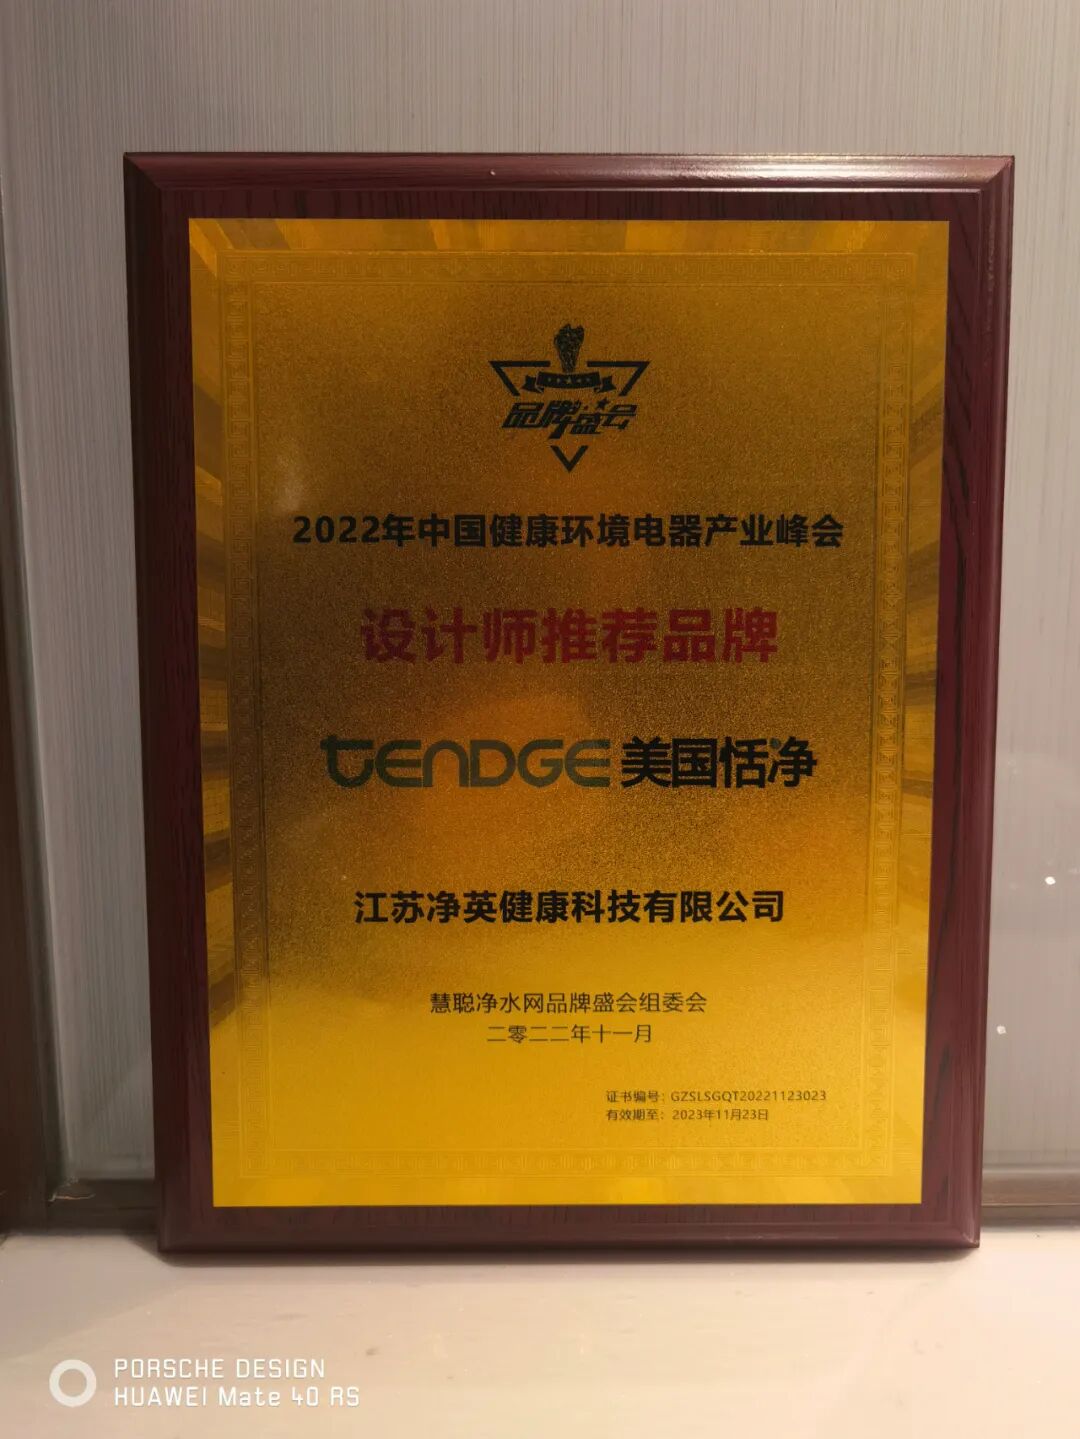 品牌盛会
2022年中国健康环境电器产业峰会
设计师推荐品牌
tENDGE 美国恬净
江苏净英健康科技有限公司
慧聪净水网品牌盛会组委会
二零二二年十一月
证书编号：GZSLSGQT20221123023
有效期至：2023年11月23日
PORSCHE DESIGN
HUAWEI Mate 40 RS